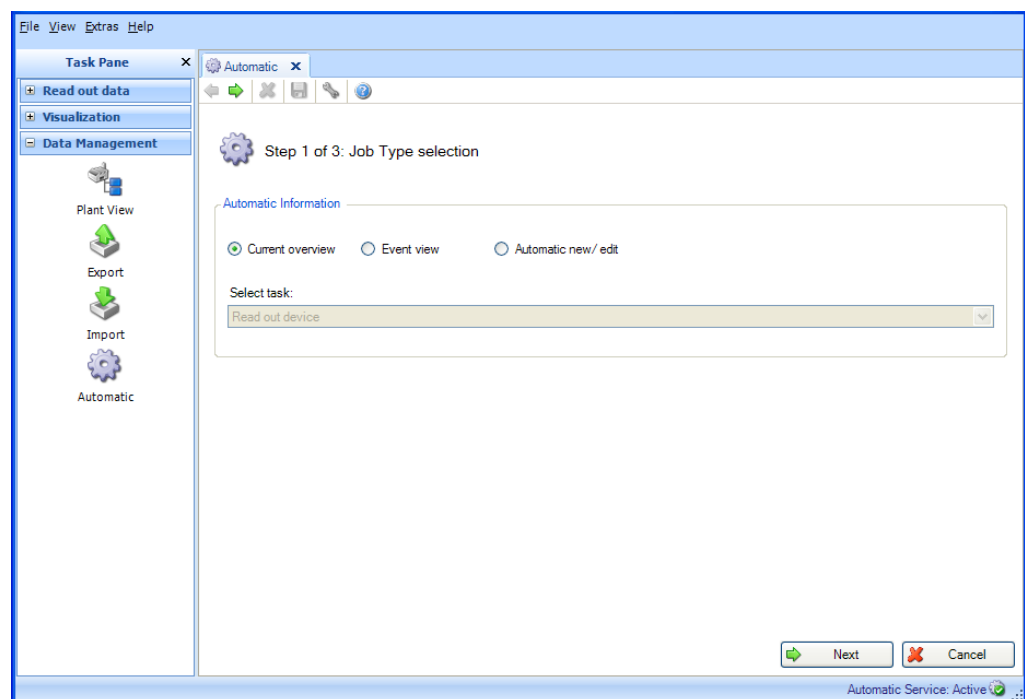 File View Extras Help
Task Pane
Automatic
Read out data
Visualization
Data Management
Plant View
Export
Import
Automatic
Step 1 of 3: Job Type selection
Automatic Information
Current overview Event view Automatic new/ edit
Select task:
Read out device
Next Cancel
Automatic Service: Active